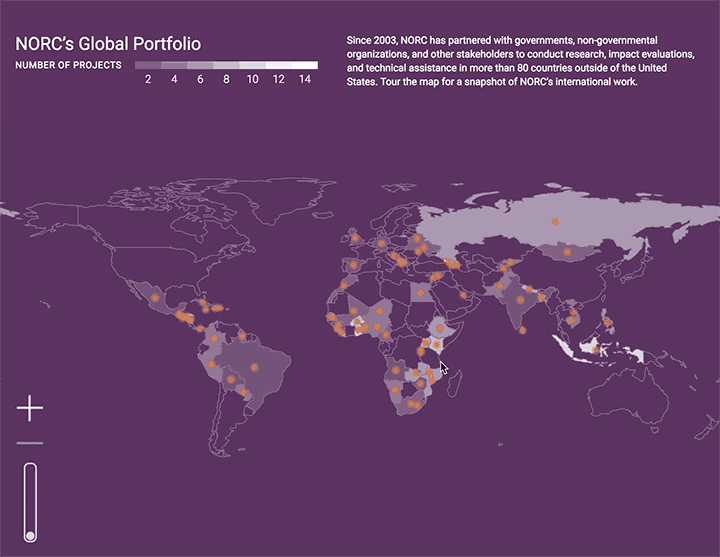 NORC's Global Portfolio
NUMBER OF PROJECTS
2 4 6 8 10 12 14
Since 2003, NORC has partnered with governments, non-governmental
organizations, and other stakeholders to conduct research, impact evaluations,
and technical assistance in more than 80 countries outside of the United
States. Tour the map for a snapshot of NORC's international work.